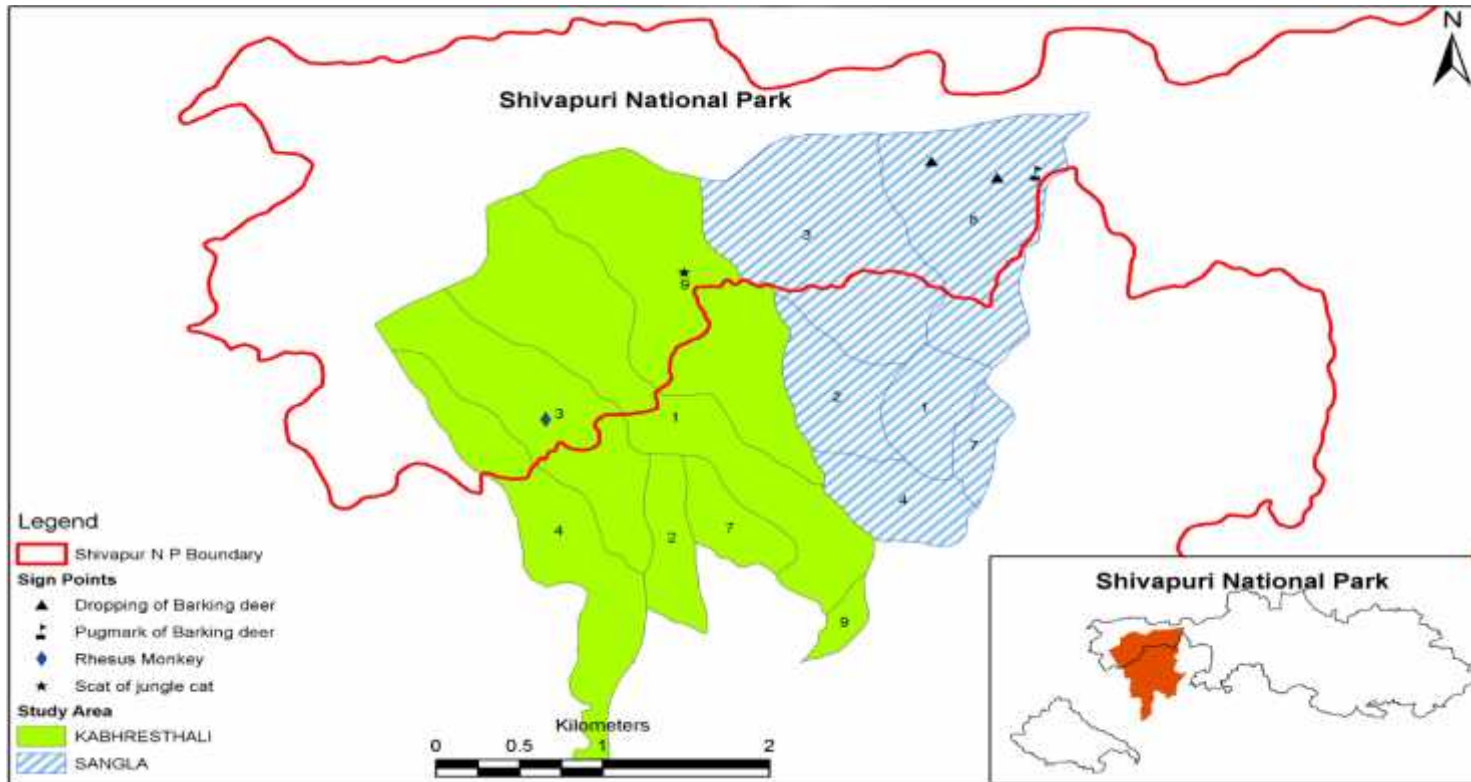 N
Shivapuri National Park
3
9
3
1
2
1
7
4
4
2
7
9
Legend
Shivapur N P Boundary
Sign Points
Dropping of Barking deer
Pugmark of Barking deer
Rhesus Monkey
Scat of jungle cat
Study Area
KABHRESTHALI
SANGLA
Kilometers
0 0.5 1 2
Shivapuri National Park